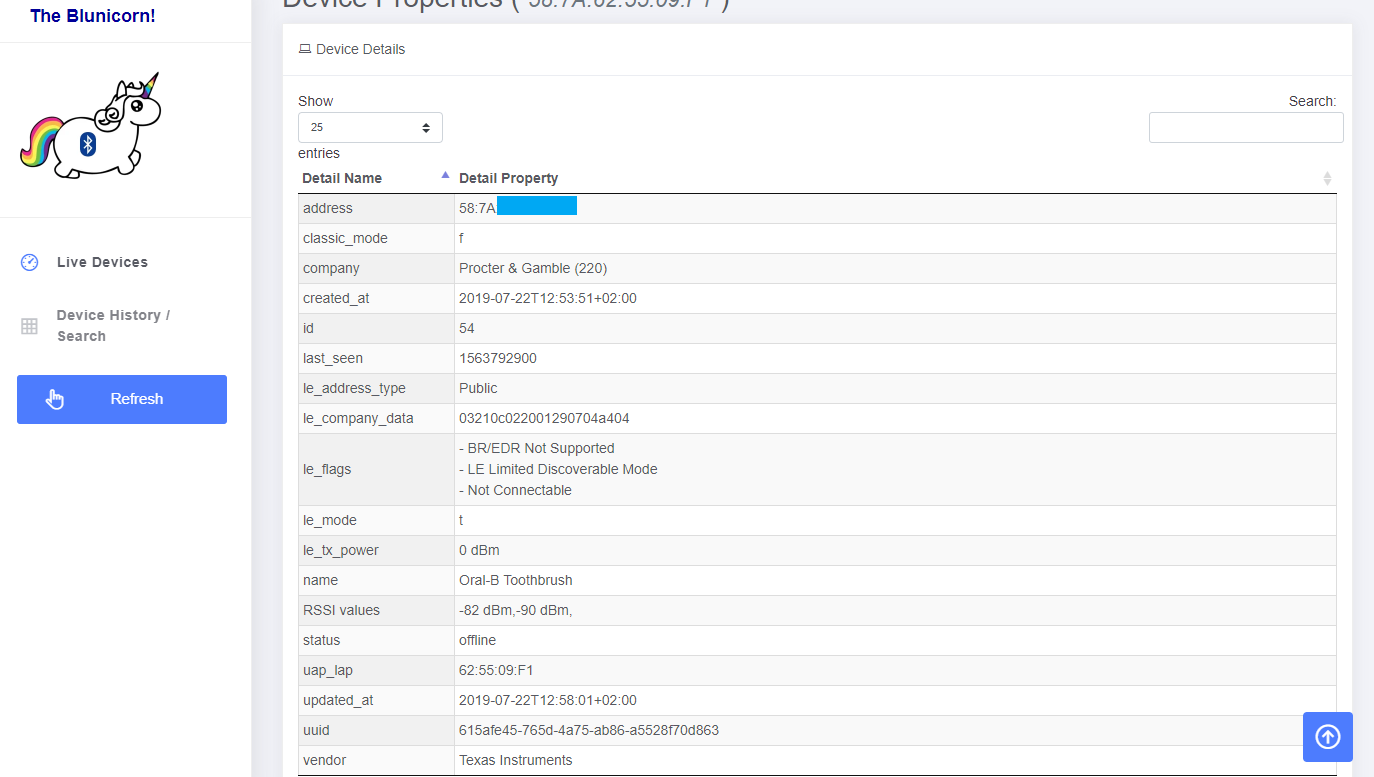 The Blunicorn!
Device Properties (
Device Details
Show
Search:
25
entries
Detail Name Detail Property
address 58:7A
classic_mode f
company Procter & Gamble (220)
created_at 2019-07-22T12:53:51+02:00
id 54
last_seen 1563792900
le_address_type Public
le_company_data 03210c022001290704a404
le_flags - BR/EDR Not Supported
- LE Limited Discoverable Mode
- Not Connectable
le_mode t
le_tx_power 0 dBm
name Oral-B Toothbrush
RSSI values -82 dBm,-90 dBm,
status offline
uap_lap 62:55:09:F1
updated_at 2019-07-22T12:58:01+02:00
uuid 615afe45-765d-4a75-ab86-a5528f70d863
vendor Texas Instruments
Live Devices
Device History /
Search
Refresh